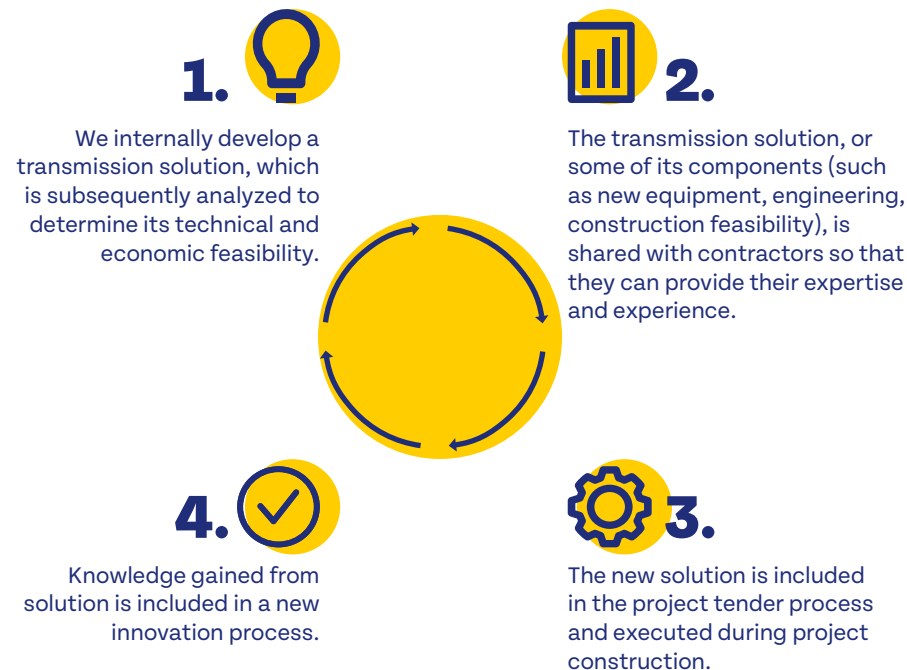 1.
We internally develop a
transmission solution, which
is subsequently analyzed to
determine its technical and
economic feasibility.
2.
The transmission solution, or
some of its components (such
as new equipment, engineering,
construction feasibility), is
shared with contractors so that
they can provide their expertise
and experience.
3.
The new solution is included
in the project tender process
and executed during project
construction.
4.
Knowledge gained from
solution is included in a new
innovation process.